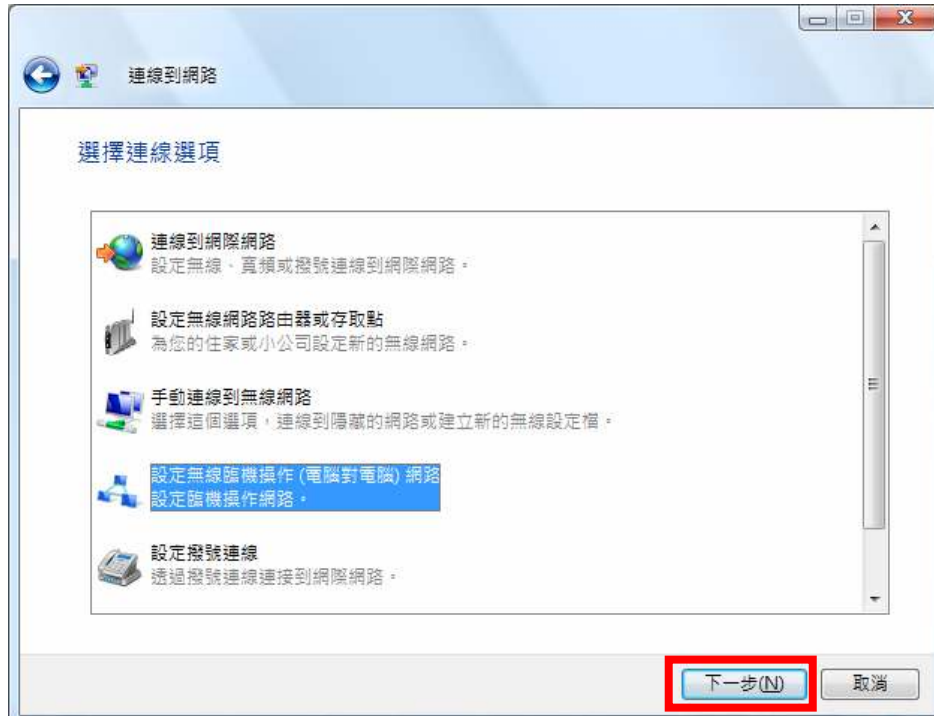 連線到網路
選擇連線選項
連線到網際網路
設定無線、寬頻或撥號連線到網際網路。
設定無線網路路由器或存取點
為您的住家或小公司設定新的無線網路。
手動連線到無線網路
選擇這個選項，連線到隱藏的網路或建立新的無線設定檔。
設定無線臨機操作 (電腦對電腦) 網路
設定臨機操作網路。
設定撥號連線
透過撥號連線連接到網際網路。
下一步(N)
取消